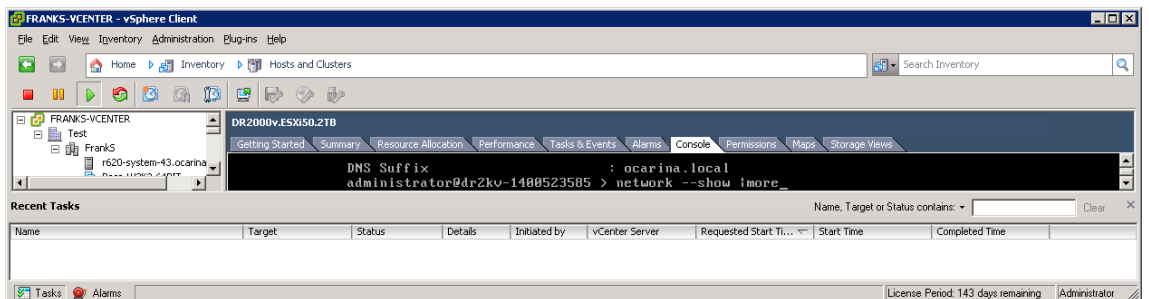 FRANKS-VCENTER - vSphere Client
File Edit View Inventory Administration Plug-ins Help
Home Inventory Hosts and Clusters Search Inventory
FRANKS-VCENTER
Test
FrankS
r620-system-43.ocarina
DR2000v.ESXi50.2TB
Getting Started Summary Resource Allocation Performance Tasks & Events Alarms Console Permissions Maps Storage Views
DNS Suffix : ocarina.local
administrator@dr2kv-1400523585 > network --show |more_
Recent Tasks Name, Target or Status contains: Clear
Name Target Status Details Initiated by vCenter Server Requested Start Ti... Start Time Completed Time
Tasks Alarms License Period: 143 days remaining Administrator